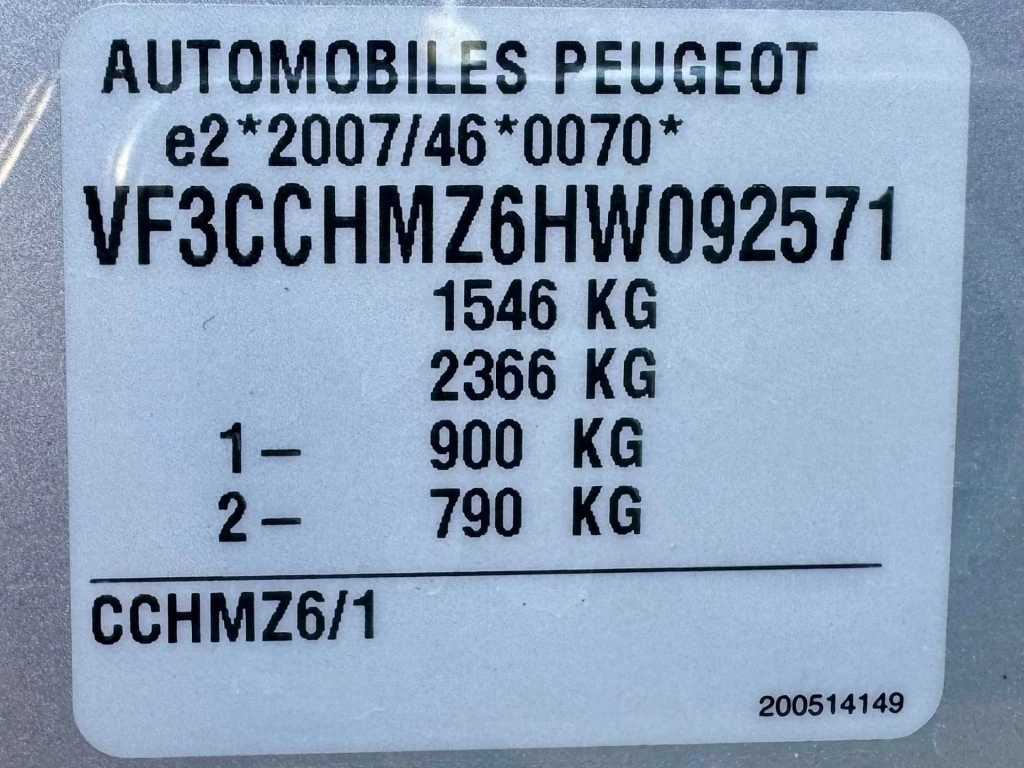 AUTOMOBILES PEUGEOT
e2*2007/46*0070*
VF3CCHMZ6HW092571
1546 KG
2366 KG
1- 900 KG
2- 790 KG
CCHMZ6/1
200514149